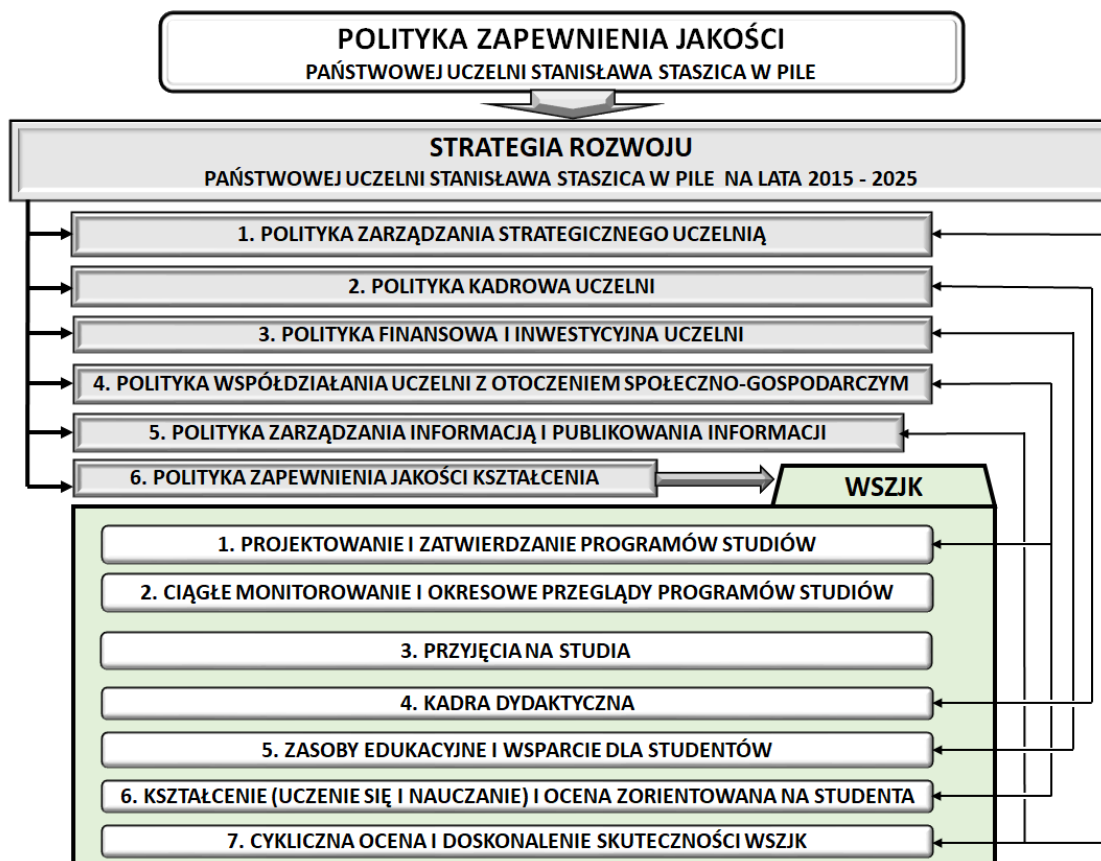 POLITYKA ZAPEWNIENIA JAKOŚCI
PAŃSTWOWEJ UCZELNI STANISŁAWA STASZICA W PILE
STRATEGIA ROZWOJU
PAŃSTWOWEJ UCZELNI STANISŁAWA STASZICA W PILE NA LATA 2015 - 2025
1. POLITYKA ZARZĄDZANIA STRATEGICZNEGO UCZELNIĄ
2. POLITYKA KADROWA UCZELNI
3. POLITYKA FINANSOWA I INWESTYCYJNA UCZELNI
4. POLITYKA WSPÓŁDZIAŁANIA UCZELNI Z OTOCZENIEM SPOŁECZNO-GOSPODARCZYM
5. POLITYKA ZARZĄDZANIA INFORMACJĄ I PUBLIKOWANIA INFORMACJI
6. POLITYKA ZAPEWNIENIA JAKOŚCI KSZTAŁCENIA
WSZJK
1. PROJEKTOWANIE I ZATWIERDZANIE PROGRAMÓW STUDIÓW
2. CIĄGŁE MONITOROWANIE I OKRESOWE PRZEGLĄDY PROGRAMÓW STUDIÓW
3. PRZYJĘCIA NA STUDIA
4. KADRA DYDAKTYCZNA
5. ZASOBY EDUKACYJNE I WSPARCIE DLA STUDENTÓW
6. KSZTAŁCENIE (UCZENIE SIĘ I NAUCZANIE) I OCENA ZORIENTOWANA NA STUDENTA
7. CYKLICZNA OCENA I DOSKONALENIE SKUTECZNOŚCI WSZJK